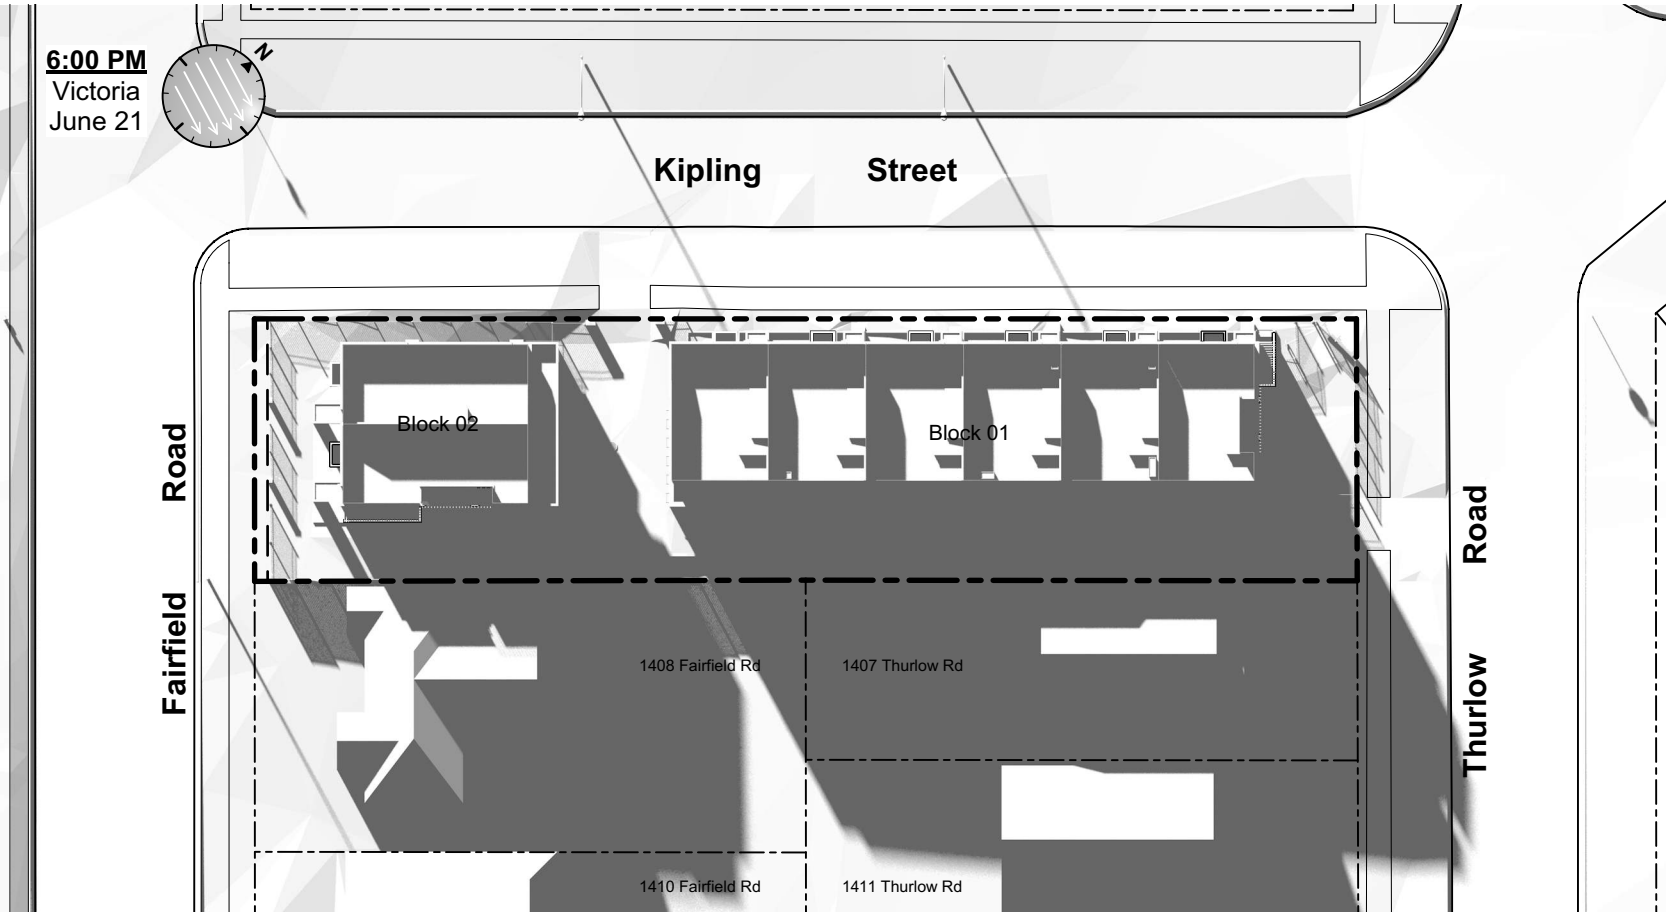 6:00 PM
Victoria
June 21
N
Kipling Street
Block 02
Block 01
Fairfield Road
Thurlow Road
1408 Fairfield Rd
1407 Thurlow Rd
1410 Fairfield Rd
1411 Thurlow Rd